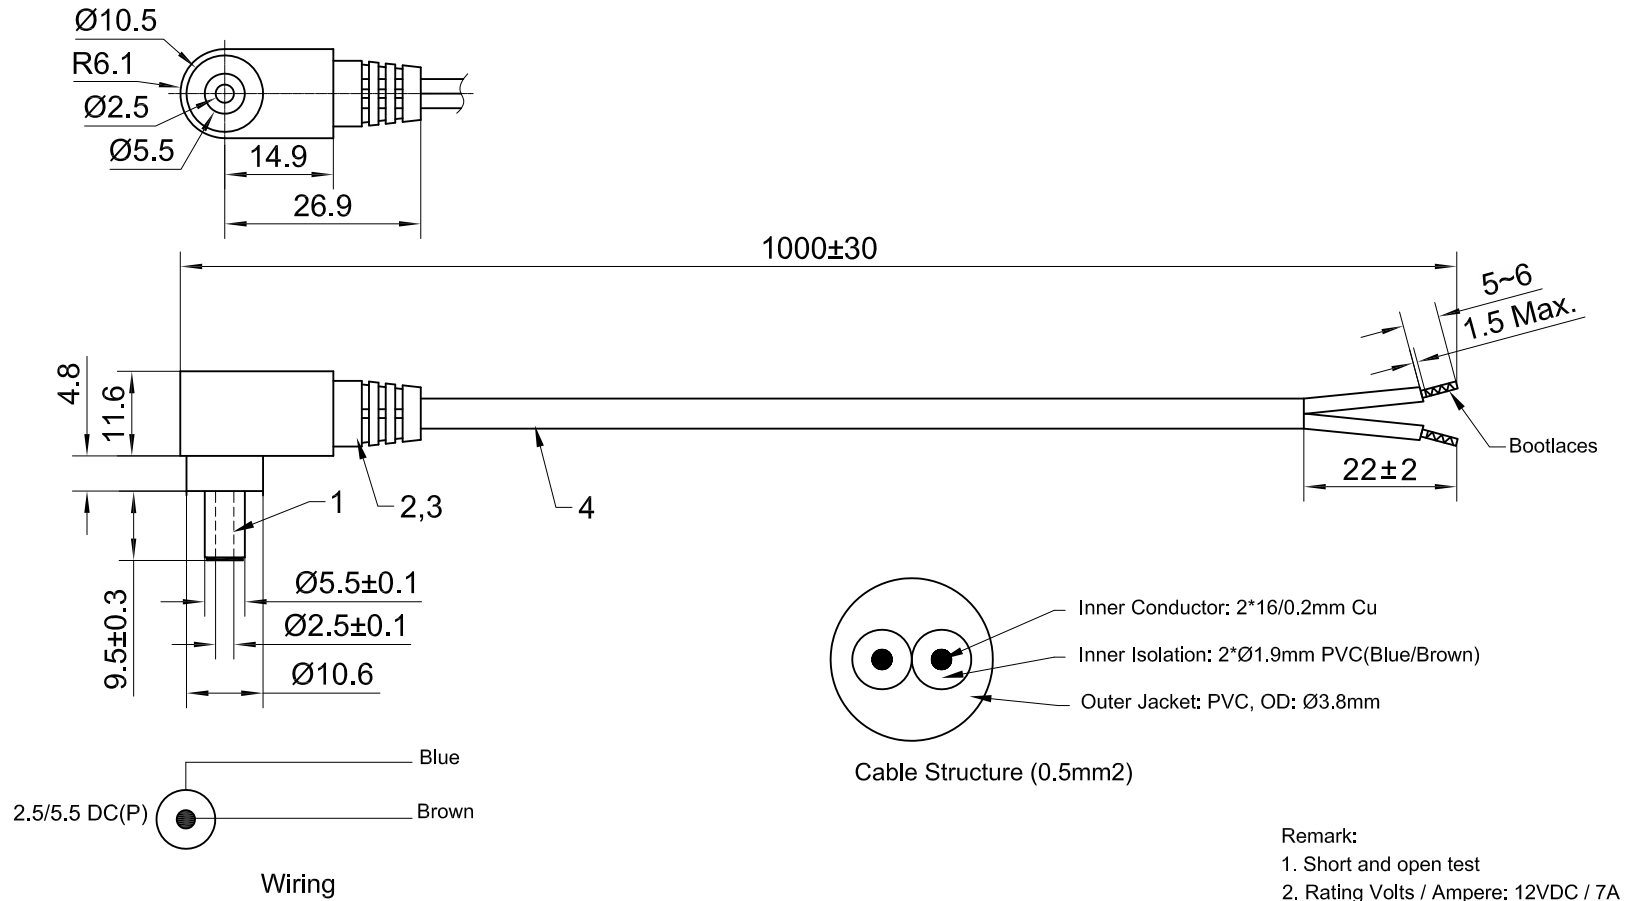 Ø10.5
R6.1
Ø2.5
Ø5.5
14.9
26.9
1000±30
5~6
1.5 Max.
4.8
11.6
Bootlaces
22±2
1
2,3
4
9.5±0.3
Ø5.5±0.1
Ø2.5±0.1
Ø10.6
Inner Conductor: 2*16/0.2mm Cu
Inner Isolation: 2*Ø1.9mm PVC(Blue/Brown)
Outer Jacket: PVC, OD: Ø3.8mm
Cable Structure (0.5mm2)
Blue
2.5/5.5 DC(P)
Brown
Wiring
Remark:
1. Short and open test
2. Rating Volts / Ampere: 12VDC / 7A